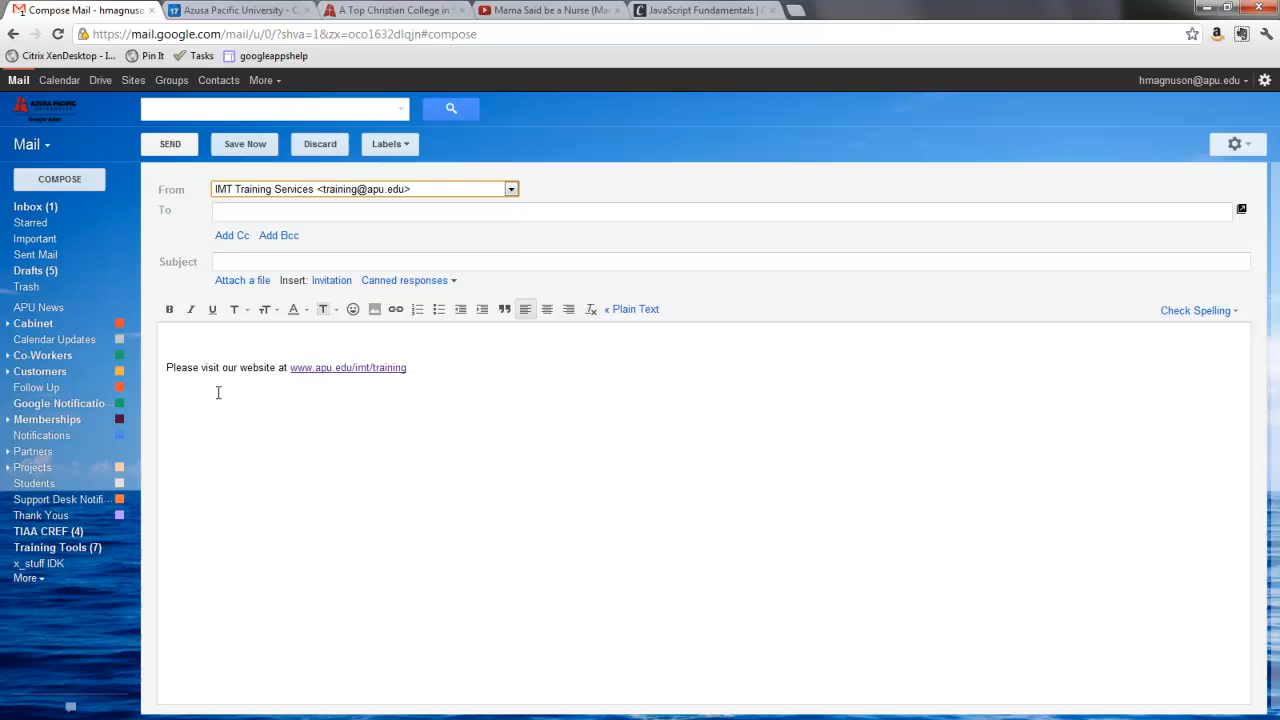 Compose Mail - hmagnuso
Azusa Pacific University - C
A Top Christian College in
Mama Said be a Nurse (Ma
JavaScript Fundamentals | C
https://mail.google.com/mail/u/0/?shva=1&zx=oco1632dlqjn#compose
Citrix XenDesktop - I... Pin It Tasks googleappshelp
Mail Calendar Drive Sites Groups Contacts More
hmagnuson@apu.edu
AZUSA PACIFIC
UNIVERSITY
Google Apps
Mail
SEND Save Now Discard Labels
COMPOSE
Inbox (1)
Starred
Important
Sent Mail
Drafts (5)
Trash
APU News
Cabinet
Calendar Updates
Co-Workers
Customers
Follow Up
Google Notificatio...
Memberships
Notifications
Partners
Projects
Students
Support Desk Notifi...
Thank Yous
TIAA CREF (4)
Training Tools (7)
x_stuff IDK
More
From IMT Training Services <training@apu.edu>
To
Add Cc Add Bcc
Subject
Attach a file Insert: Invitation Canned responses
B I U T T A T « Plain Text Check Spelling
Please visit our website at www.apu.edu/imt/training